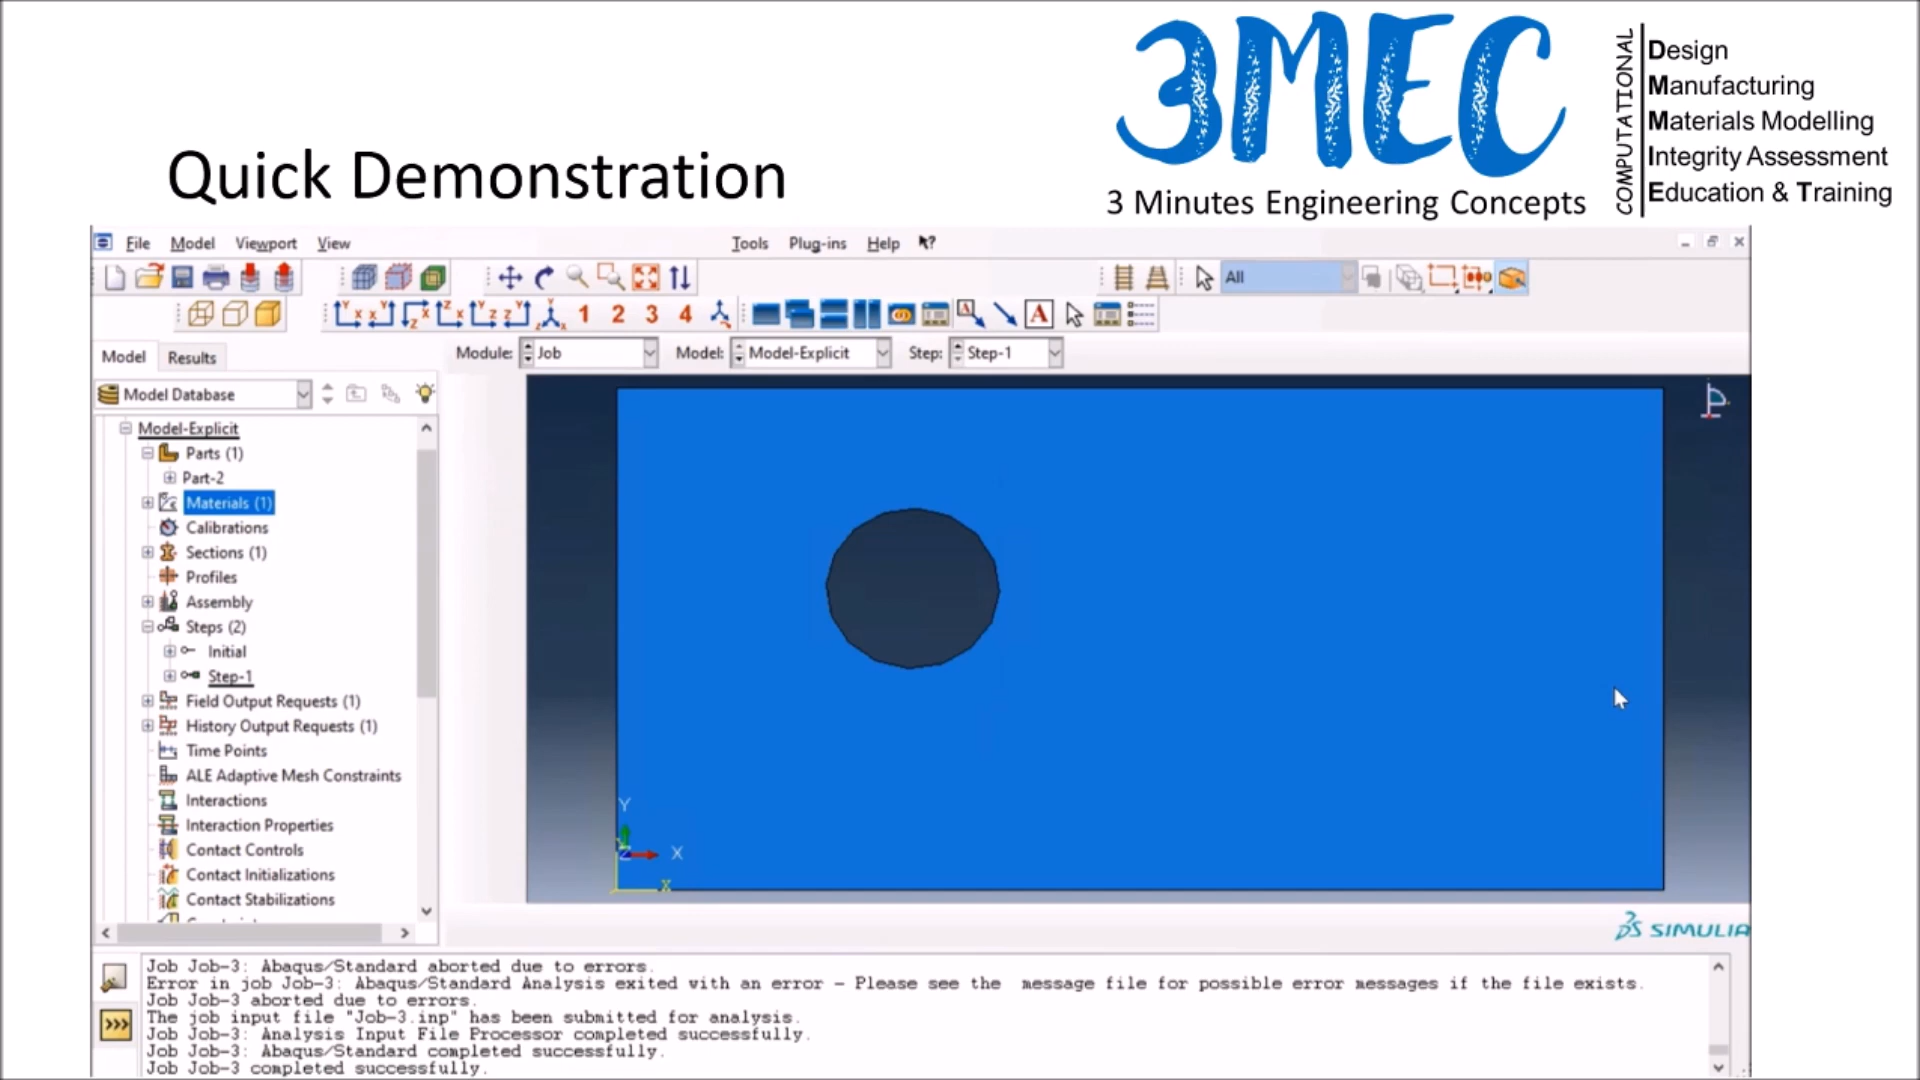 3MEC
3 Minutes Engineering Concepts
COMPUTATIONAL
Design
Manufacturing
Materials Modelling
Integrity Assessment
Education & Training
Quick Demonstration
File Model Viewport View Tools Plug-ins Help
All
1 2 3 4
A
Model Results
Module: Job Model: Model-Explicit Step: Step-1
Model Database
Model-Explicit
Parts (1)
Part-2
Materials (1)
Calibrations
Sections (1)
Profiles
Assembly
Steps (2)
Initial
Step-1
Field Output Requests (1)
History Output Requests (1)
Time Points
ALE Adaptive Mesh Constraints
Interactions
Interaction Properties
Contact Controls
Contact Initializations
Contact Stabilizations
Y
X
X
SIMULIA
Job Job-3: Abaqus/Standard aborted due to errors.
Error in job Job-3: Abaqus/Standard Analysis exited with an error - Please see the message file for possible error messages if the file exists.
Job Job-3 aborted due to errors.
The job input file "Job-3.inp" has been submitted for analysis.
Job Job-3: Analysis Input File Processor completed successfully.
Job Job-3: Abaqus/Standard completed successfully.
Job Job-3 completed successfully.